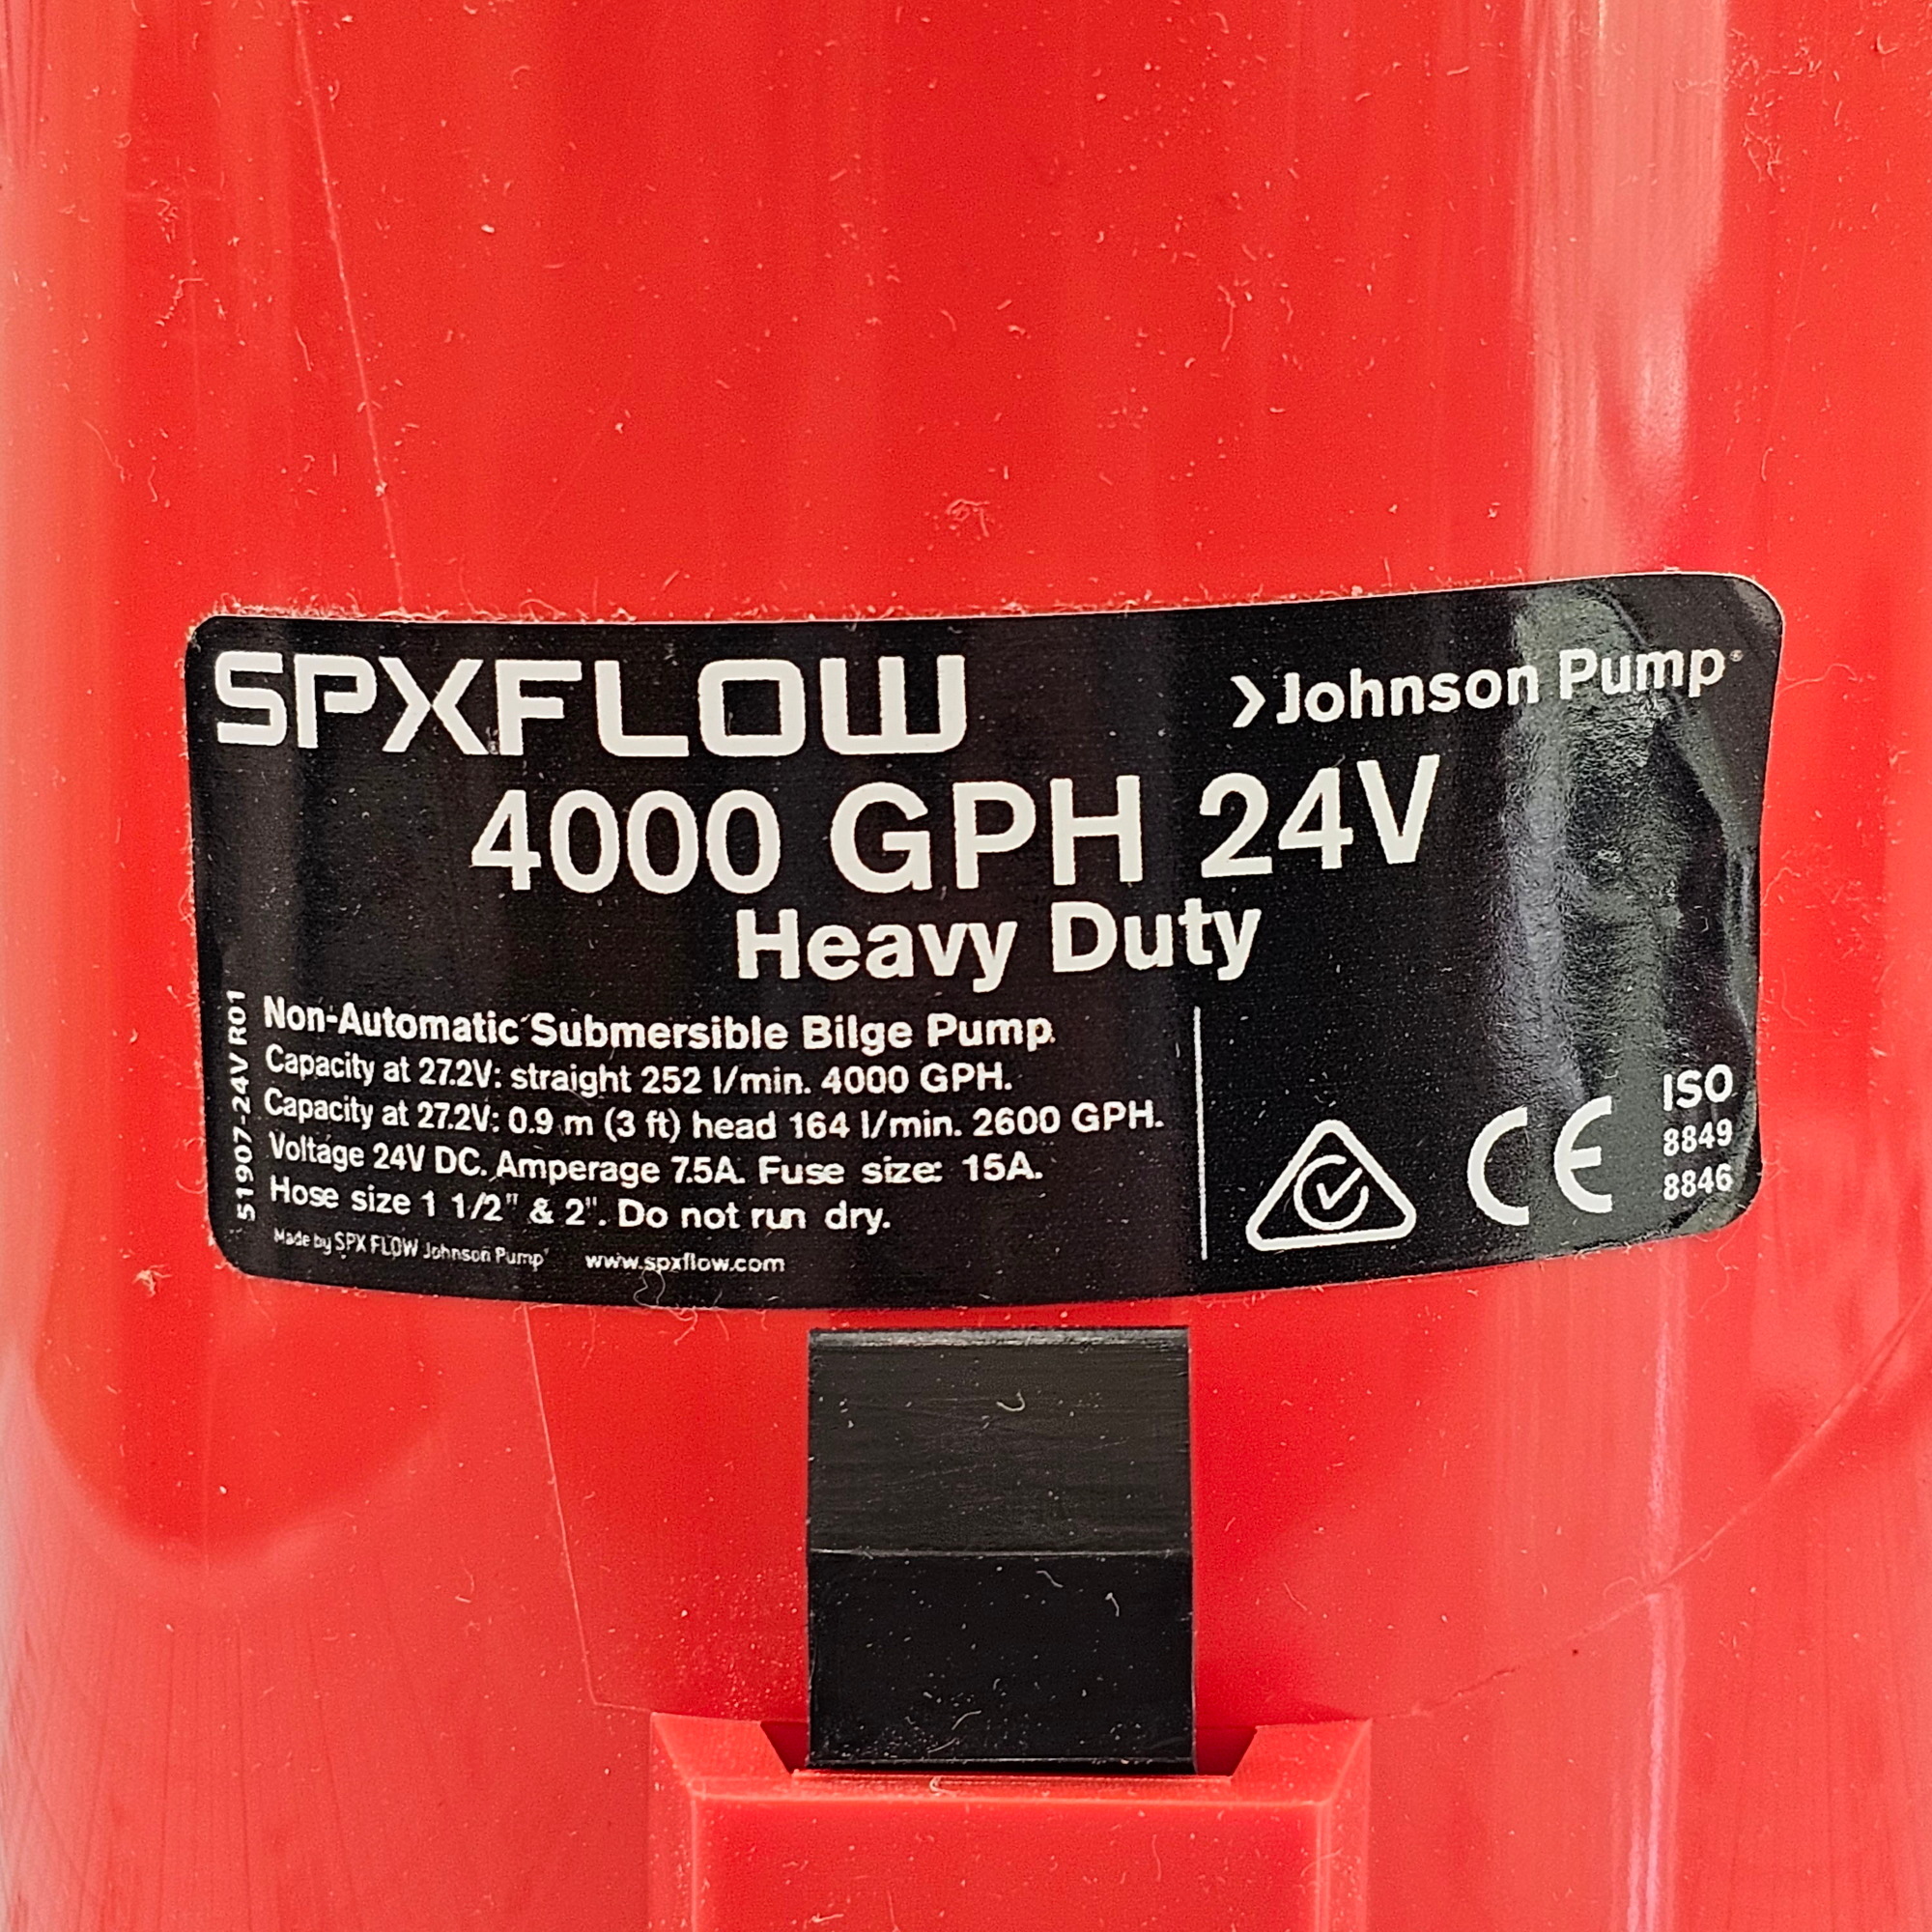 SPXFLOW
Johnson Pump®
4000 GPH 24V
Heavy Duty
51907-24V R01
Non-Automatic Submersible Bilge Pump.
Capacity at 27.2V: straight 252 l/min. 4000 GPH.
Capacity at 27.2V: 0.9 m (3 ft) head 164 l/min. 2600 GPH.
Voltage 24V DC. Amperage 7.5A. Fuse size: 15A.
Hose size 1 1/2" & 2". Do not run dry.
Made by SPX FLOW Johnson Pump® www.spxflow.com
CE
ISO
8849
8846